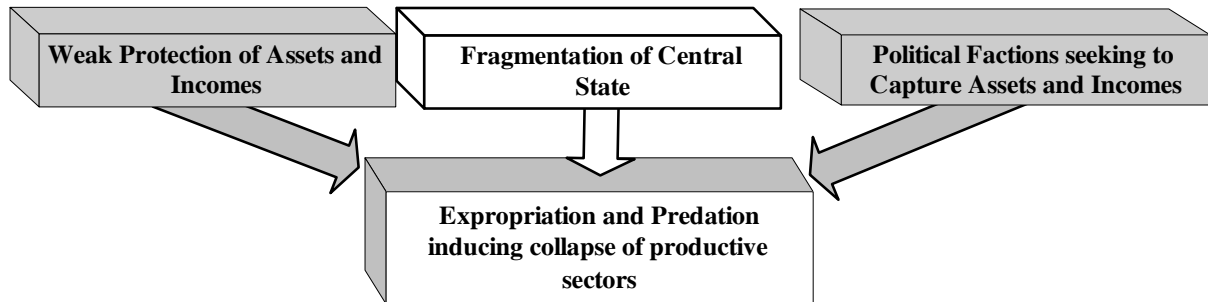 Weak Protection of Assets and
Incomes
Fragmentation of Central
State
Political Factions seeking to
Capture Assets and Incomes
Expropriation and Predation
inducing collapse of productive
sectors